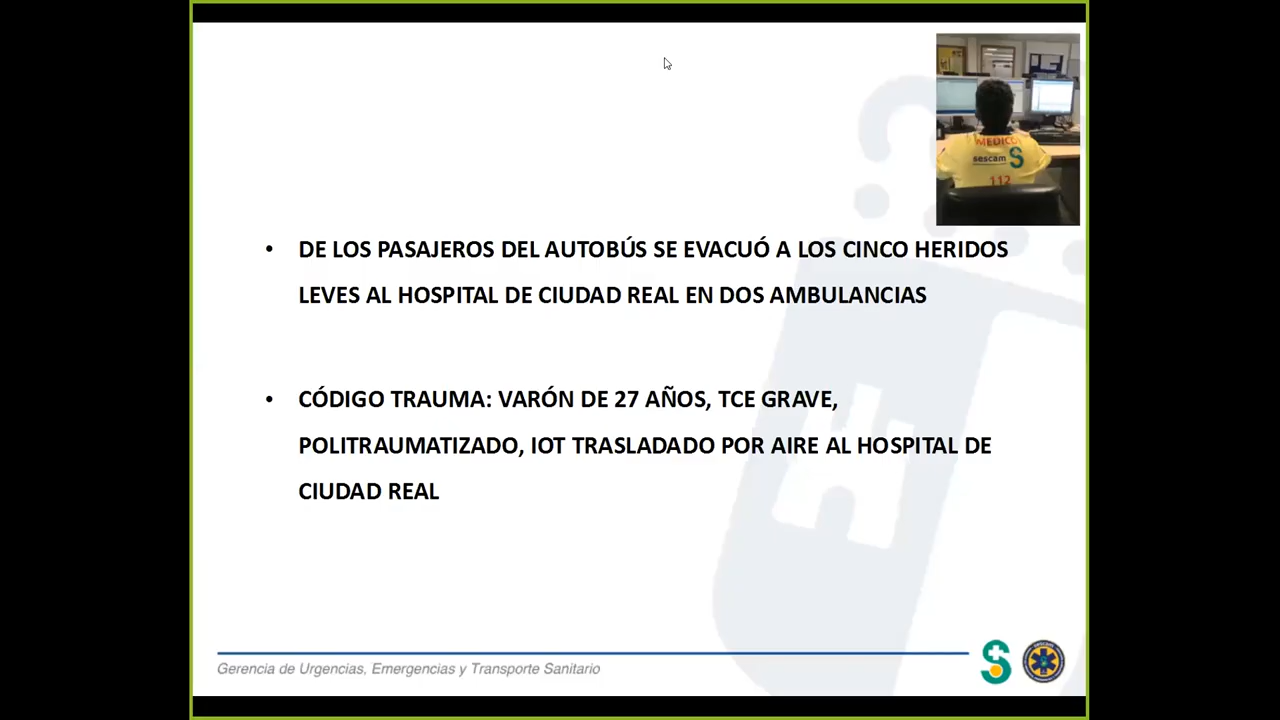 MEDICO
sescam
112
• DE LOS PASAJEROS DEL AUTOBÚS SE EVACUÓ A LOS CINCO HERIDOS
LEVES AL HOSPITAL DE CIUDAD REAL EN DOS AMBULANCIAS
• CÓDIGO TRAUMA: VARÓN DE 27 AÑOS, TCE GRAVE,
POLITRAUMATIZADO, IOT TRASLADADO POR AIRE AL HOSPITAL DE
CIUDAD REAL
Gerencia de Urgencias, Emergencias y Transporte Sanitario